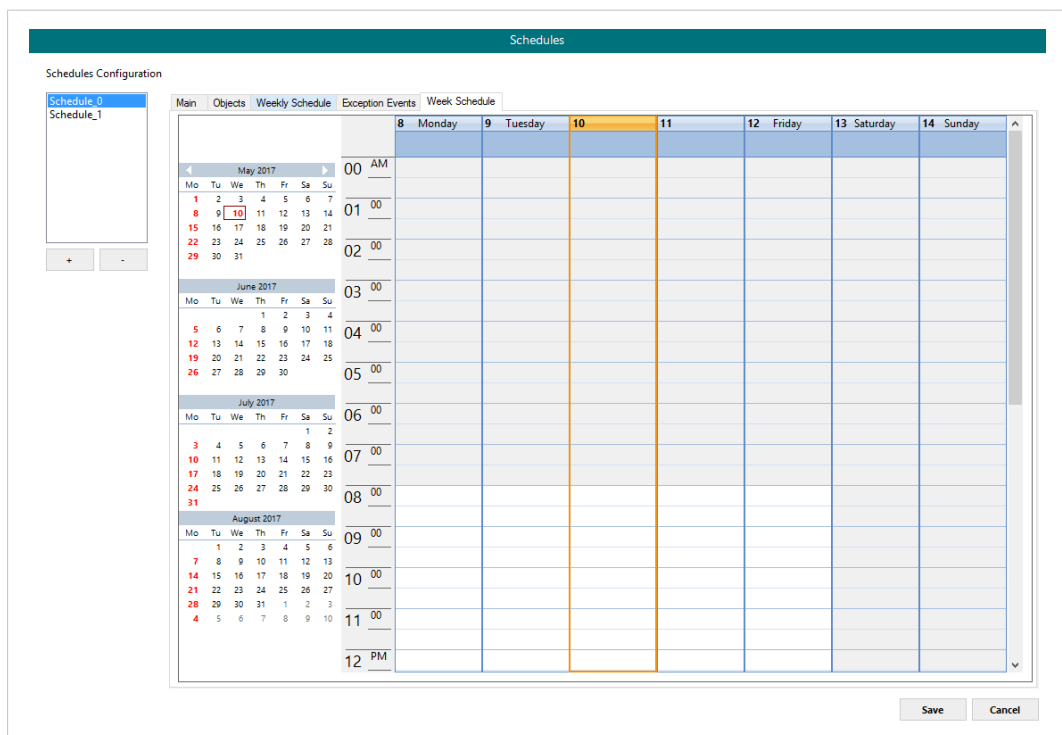 Schedules
Schedules Configuration
Schedule_0
Schedule_1
+ -
Main Objects Weekly Schedule Exception Events Week Schedule
8 Monday 9 Tuesday 10 11 12 Friday 13 Saturday 14 Sunday
May 2017
Mo Tu We Th Fr Sa Su
1 2 3 4 5 6 7
8 9 10 11 12 13 14
15 16 17 18 19 20 21
22 23 24 25 26 27 28
29 30 31
June 2017
Mo Tu We Th Fr Sa Su
1 2 3 4
5 6 7 8 9 10 11
12 13 14 15 16 17 18
19 20 21 22 23 24 25
26 27 28 29 30
July 2017
Mo Tu We Th Fr Sa Su
1 2
3 4 5 6 7 8 9
10 11 12 13 14 15 16
17 18 19 20 21 22 23
24 25 26 27 28 29 30
31
August 2017
Mo Tu We Th Fr Sa Su
1 2 3 4 5 6
7 8 9 10 11 12 13
14 15 16 17 18 19 20
21 22 23 24 25 26 27
28 29 30 31 1 2 3
4 5 6 7 8 9 10
00 AM
01 00
02 00
03 00
04 00
05 00
06 00
07 00
08 00
09 00
10 00
11 00
12 PM
Save Cancel